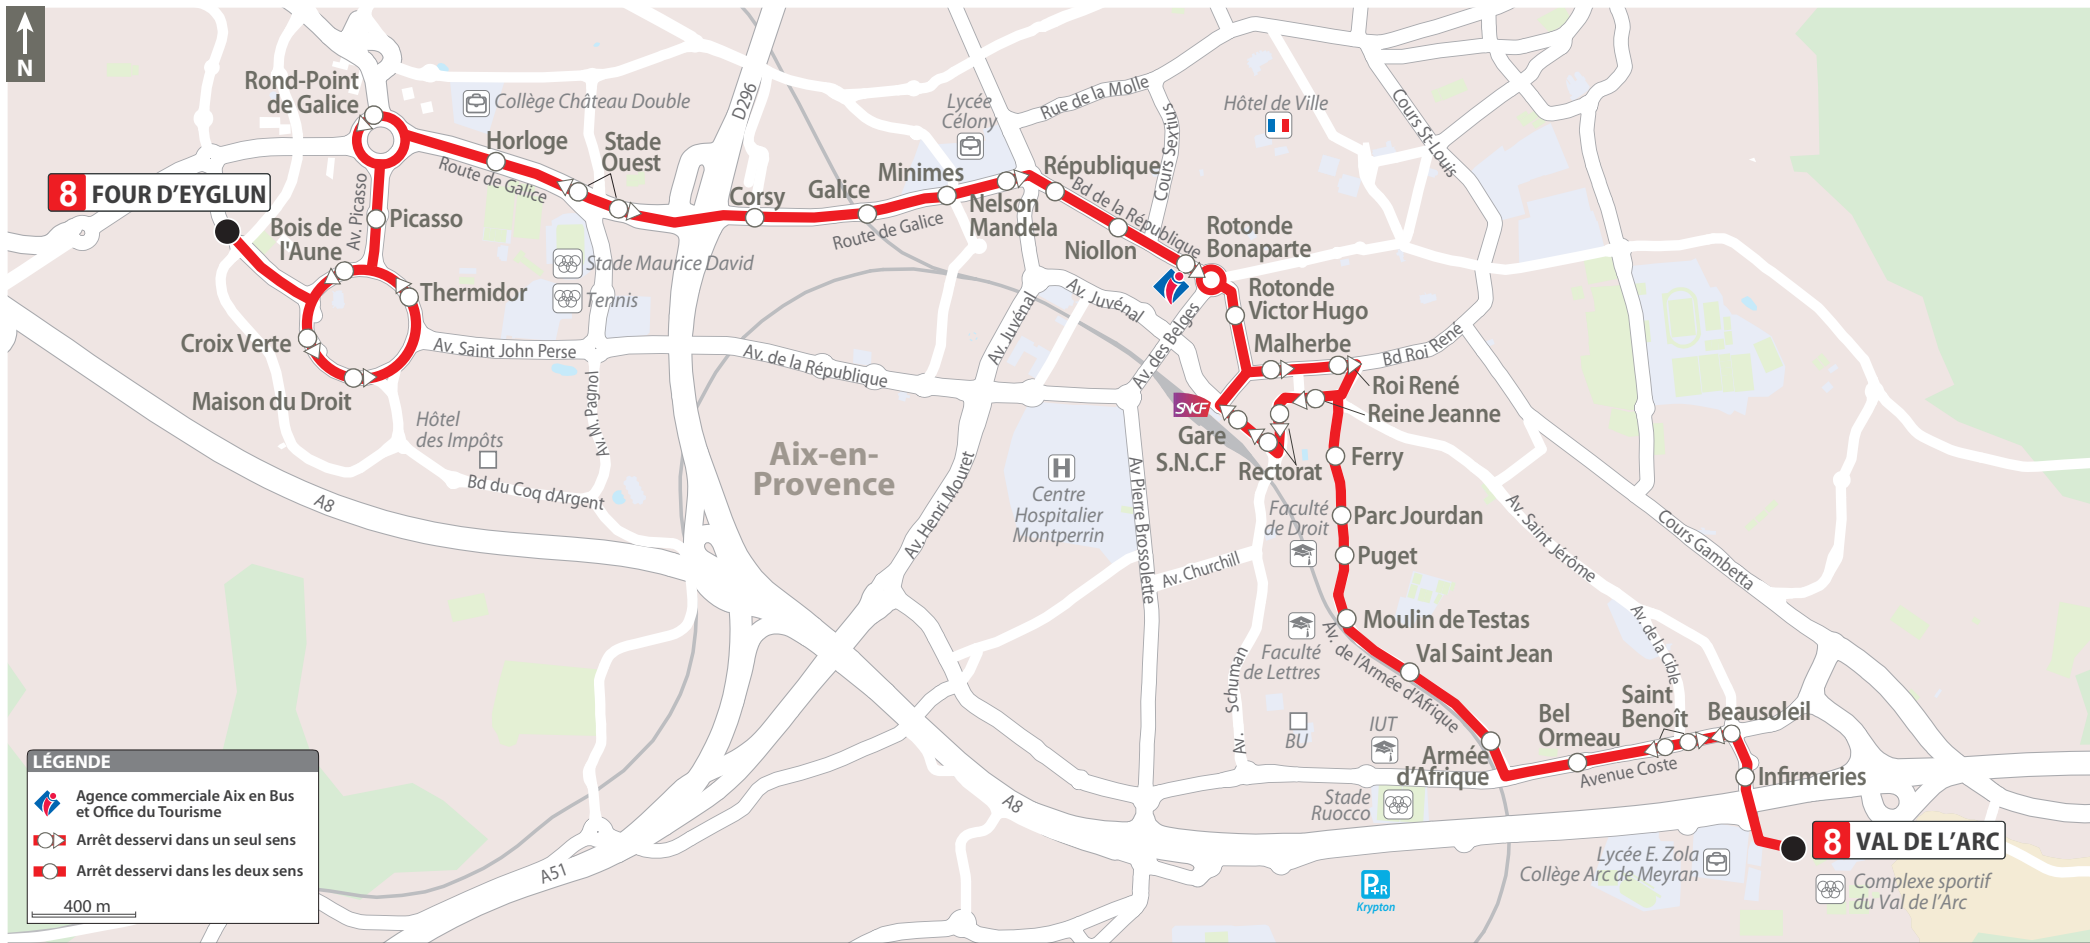 N
Rond-Point
de Galice
Collège Château Double
D296
Lycée
Célony
Rue de la Molle
Hôtel de Ville
Cours Sextius
Cours St-Louis
Horloge
Stade
Ouest
Route de Galice
8 FOUR D'EYGLUN
Av. Picasso
Picasso
Bois de
l'Aune
Thermidor
Croix Verte
Maison du Droit
Corsy
Galice
Minimes
Route de Galice
Nelson
Mandela
République
Bd de la République
Niollon
Rotonde
Bonaparte
Rotonde
Victor Hugo
Malherbe
Bd Roi René
Roi René
Reine Jeanne
Stade Maurice David
Tennis
Av. Saint John Perse
Av. de la République
Av. M. Pagnol
Av. Juvénal
Av. Juvénal
Av. des Belges
SNCF
Gare
S.N.C.F
Rectorat
Ferry
Hôtel
des Impôts
Bd du Coq dArgent
A8
Aix-en-
Provence
Av. Henri Mouret
H
Centre
Hospitalier
Montperrin
Av Pierre Brossolette
Av. Churchill
Faculté
de Droit
Parc Jourdan
Puget
Av. Saint Jérôme
Cours Gambetta
Moulin de Testas
Val Saint Jean
Faculté
de Lettres
Av. de l'Armée d'Afrique
Av. Schuman
BU
IUT
Armée
d'Afrique
Av. de la Cible
Bel
Ormeau
Saint
Benoît
Beausoleil
Avenue Coste
Infirmeries
Stade
Ruocco
8 VAL DE L'ARC
Lycée E. Zola
Collège Arc de Meyran
Complexe sportif
du Val de l'Arc
P+R
Krypton
A8
A51
LÉGENDE
Agence commerciale Aix en Bus
et Office du Tourisme
Arrêt desservi dans un seul sens
Arrêt desservi dans les deux sens
400 m